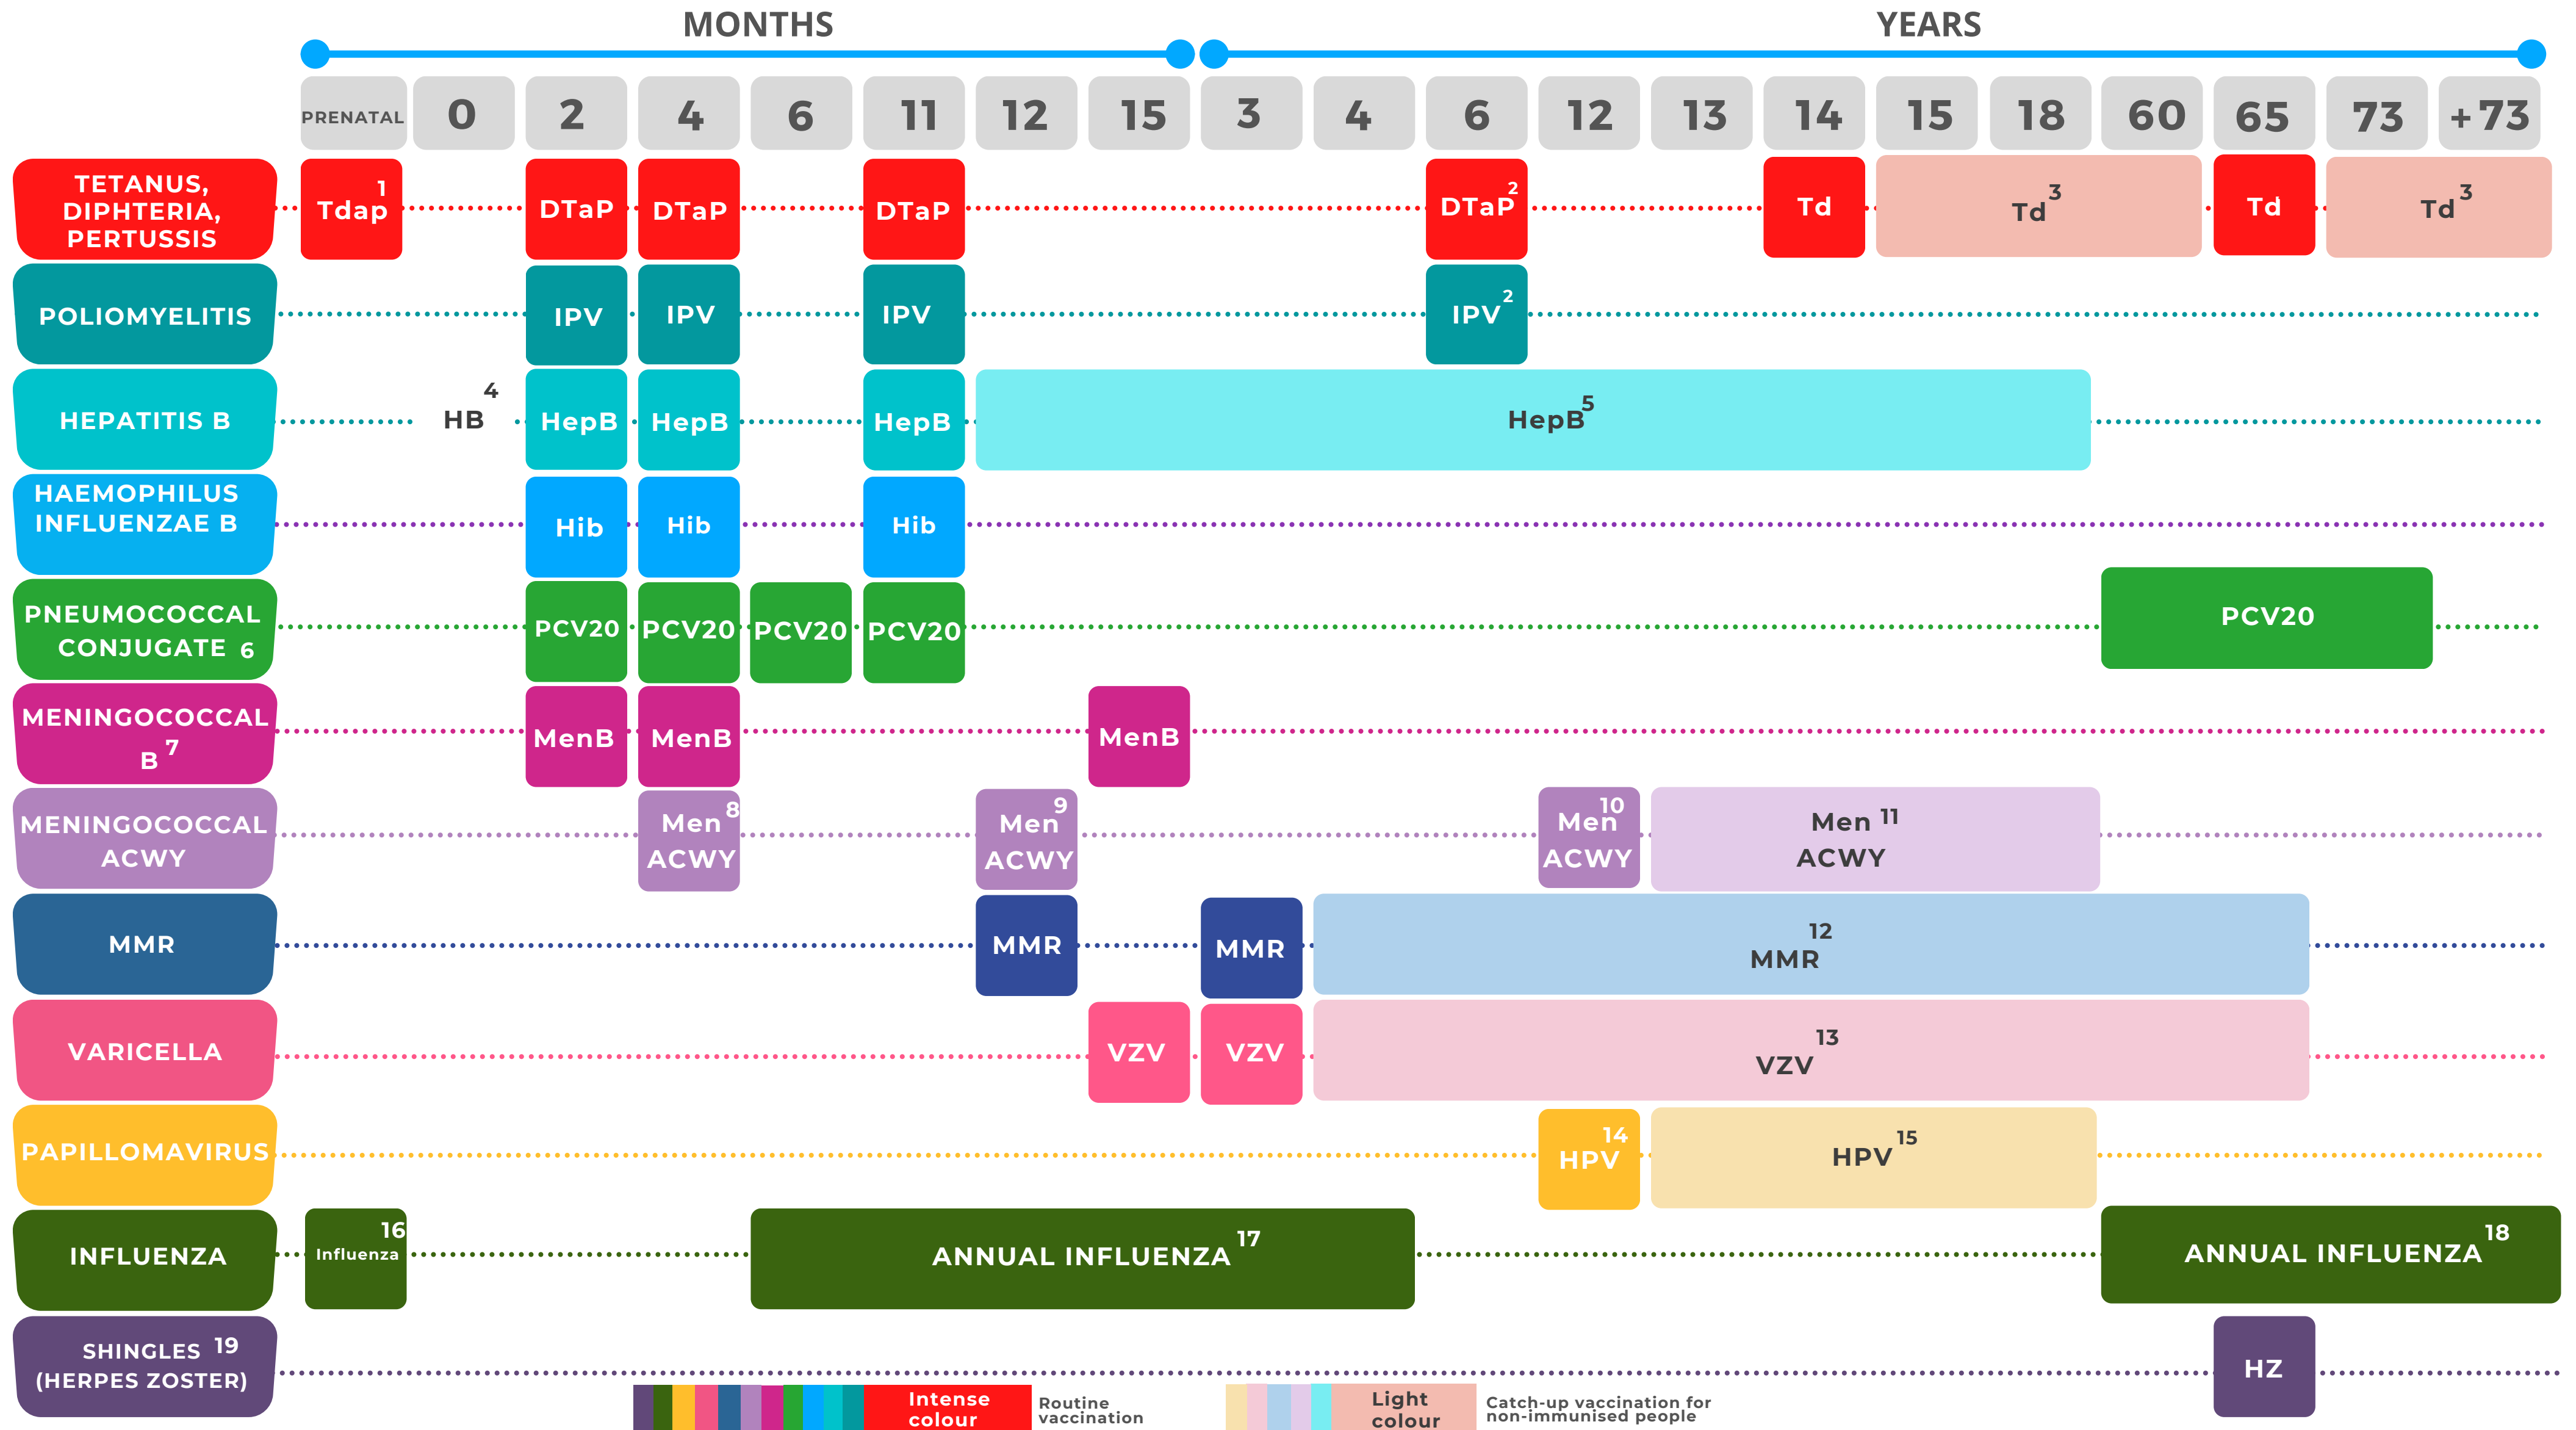 MONTHS YEARS
PRENATAL 0 2 4 6 11 12 15 3 4 6 12 13 14 15 18 60 65 73 +73
TETANUS,
DIPHTERIA,
PERTUSSIS
Tdap 1 DTaP DTaP DTaP DTaP 2 Td Td 3 Td Td 3
POLIOMYELITIS IPV IPV IPV IPV 2
HEPATITIS B HB 4 HepB HepB HepB HepB 5
HAEMOPHILUS
INFLUENZAE B
Hib Hib Hib
PNEUMOCOCCAL
CONJUGATE 6
PCV20 PCV20 PCV20 PCV20 PCV20
MENINGOCOCCAL
B 7
MenB MenB MenB
MENINGOCOCCAL
ACWY
Men 8
ACWY
Men 9
ACWY
Men 10
ACWY
Men 11
ACWY
MMR MMR MMR MMR 12
VARICELLA VZV VZV VZV 13
PAPILLOMAVIRUS HPV 14 HPV 15
INFLUENZA Influenza 16 ANNUAL INFLUENZA 17 ANNUAL INFLUENZA 18
SHINGLES 19
(HERPES ZOSTER)
HZ
Intense
colour
Routine
vaccination
Light
colour
Catch-up vaccination for
non-immunised people